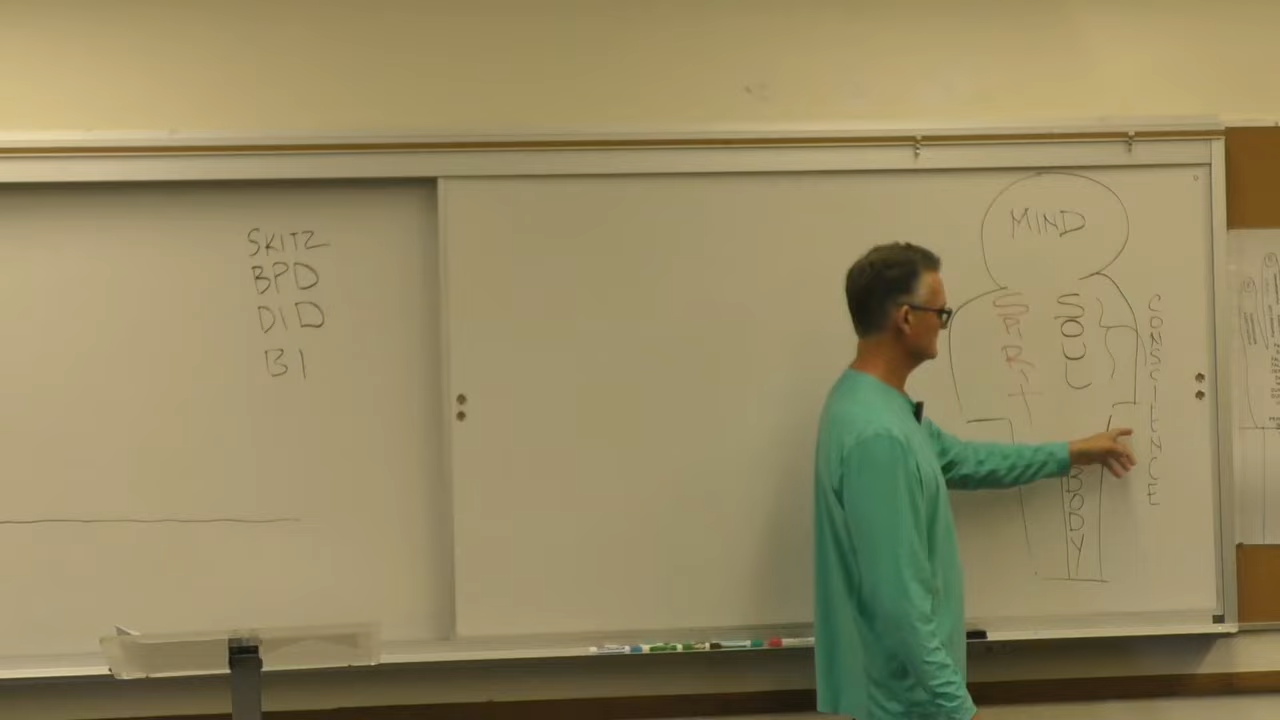 SKITZ
BPD
DID
BI
MIND
SPIRIT
SOUL
CONSCIENCE
BODY